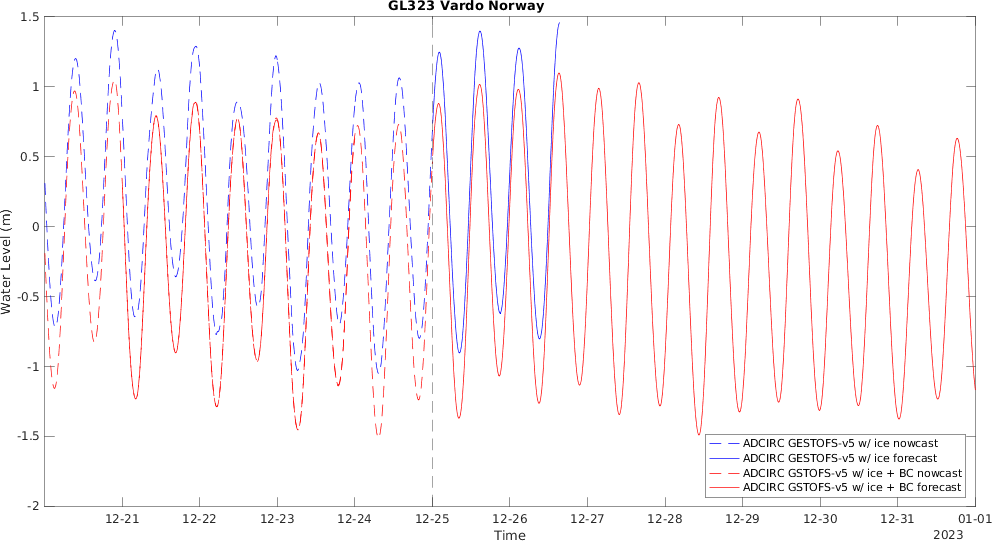 GL323 Vardo Norway
1.5
1
0.5
0
-0.5
-1
-1.5
-2
Water Level (m)
12-21 12-22 12-23 12-24 12-25 12-26 12-27 12-28 12-29 12-30 12-31 01-01
Time
2023
ADCIRC GESTOFS-v5 w/ ice nowcast
ADCIRC GESTOFS-v5 w/ ice forecast
ADCIRC GSTOFS-v5 w/ ice + BC nowcast
ADCIRC GSTOFS-v5 w/ ice + BC forecast